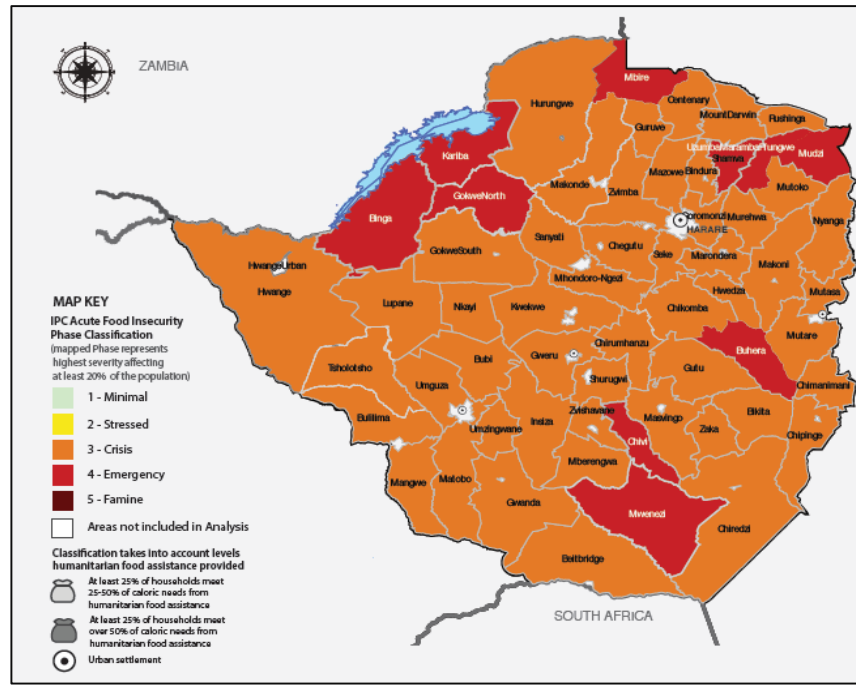 ZAMBIA
Mbire
Centenary
MountDarwin
Rushinga
Hurungwe
Guruve
Uzumba Maramba Pfungwe
Shamva
Mudzi
Kariba
Mazowe
Bindura
Makonde
Zvimba
Mutoko
GokweNorth
Binga
Goromonzi
Murehwa
Nyanga
HARARE
Sanyati
Chegutu
GokweSouth
Seke
Marondera
Makoni
HwangeUrban
Mhondoro-Ngezi
Hwedza
Mutasa
Hwange
Lupane
Nkayi
Kwekwe
Chikomba
Mutare
Chirumhanzu
Buhera
Bubi
Gweru
Tsholotsho
Gutu
Umguza
Shurugwi
Chimanimani
Bulilima
Zvishavane
Masvingo
Bikita
Umzingwane
Insiza
Zaka
Chipinge
Chivi
Mberengwa
Mangwe
Matobo
Gwanda
Mwenezi
Chiredzi
Beitbridge
SOUTH AFRICA
MAP KEY
IPC Acute Food Insecurity
Phase Classification
(mapped Phase represents
highest severity affecting
at least 20% of the population)
1 - Minimal
2 - Stressed
3 - Crisis
4 - Emergency
5 - Famine
Areas not included in Analysis
Classification takes into account levels
humanitarian food assistance provided
At least 25% of households meet
25-50% of caloric needs from
humanitarian food assistance
At least 25% of households meet
over 50% of caloric needs from
humanitarian food assistance
Urban settlement